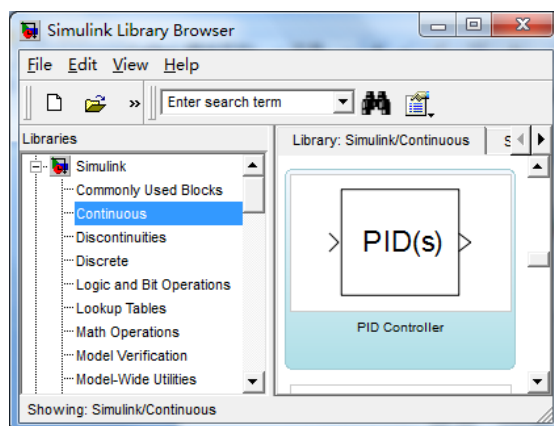 Simulink Library Browser
File Edit View Help
» Enter search term
Libraries
Library: Simulink/Continuous
Simulink
Commonly Used Blocks
Continuous
Discontinuities
Discrete
Logic and Bit Operations
Lookup Tables
Math Operations
Model Verification
Model-Wide Utilities
PID(s)
PID Controller
Showing: Simulink/Continuous